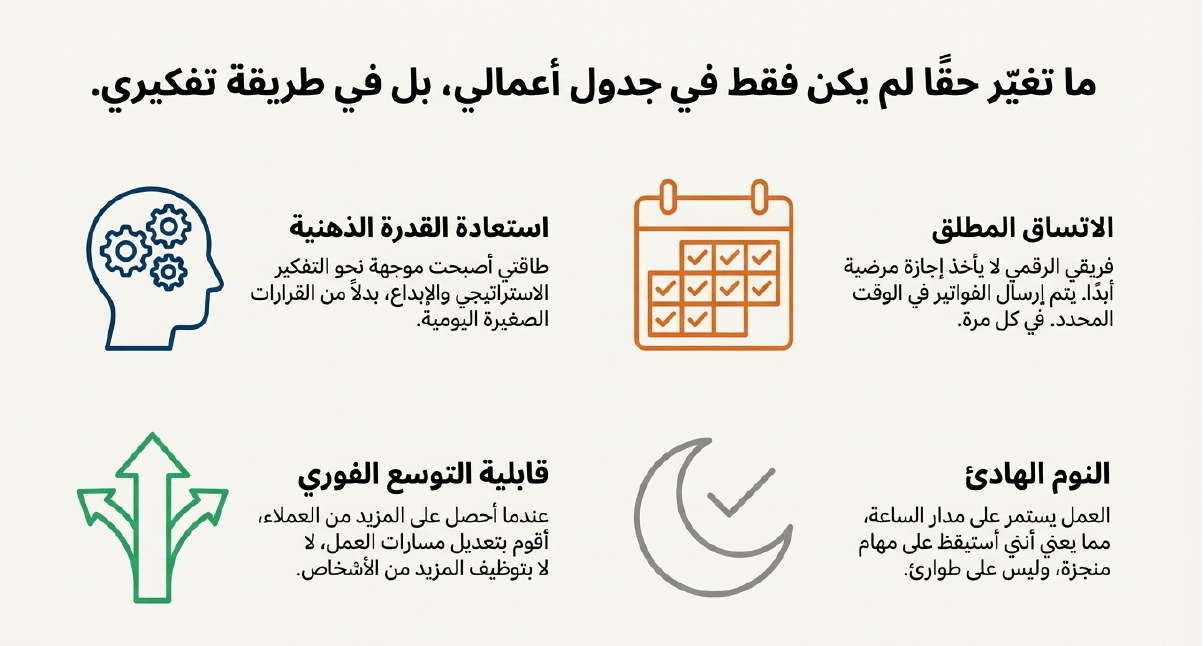 ما تغيّر حقًا لم يكن فقط في جدول أعمالي، بل في طريقة تفكيري.
الاتساق المطلق
فريقي الرقمي لا يأخذ إجازة مرضية
أبدًا. يتم إرسال الفواتير في الوقت
المحدد. في كل مرة.
استعادة القدرة الذهنية
طاقتي أصبحت موجهة نحو التفكير
الاستراتيجي والإبداع، بدلاً من القرارات
الصغيرة اليومية.
النوم الهادئ
العمل يستمر على مدار الساعة،
مما يعني أنني أستيقظ على مهام
منجزة، وليس على طوارئ.
قابلية التوسع الفوري
عندما أحصل على المزيد من العملاء،
أقوم بتعديل مسارات العمل، لا
لا بتوظيف المزيد من الأشخاص.